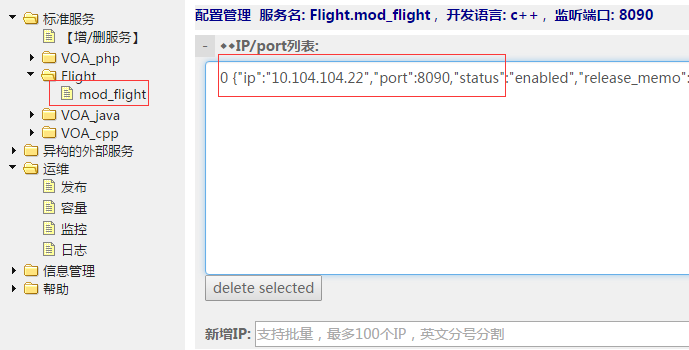 标准服务
【增/删服务】
VOA_php
Flight
mod_flight
VOA_java
VOA_cpp
异构的外部服务
运维
发布
容量
监控
日志
信息管理
帮助
配置管理 服务名: Flight.mod_flight , 开发语言: c++ , 监听端口: 8090
- **IP/port列表:
0 {"ip":"10.104.104.22","port":8090,"status":"enabled","release_memo":
delete selected
新增IP: 支持批量，最多100个IP，英文分号分割